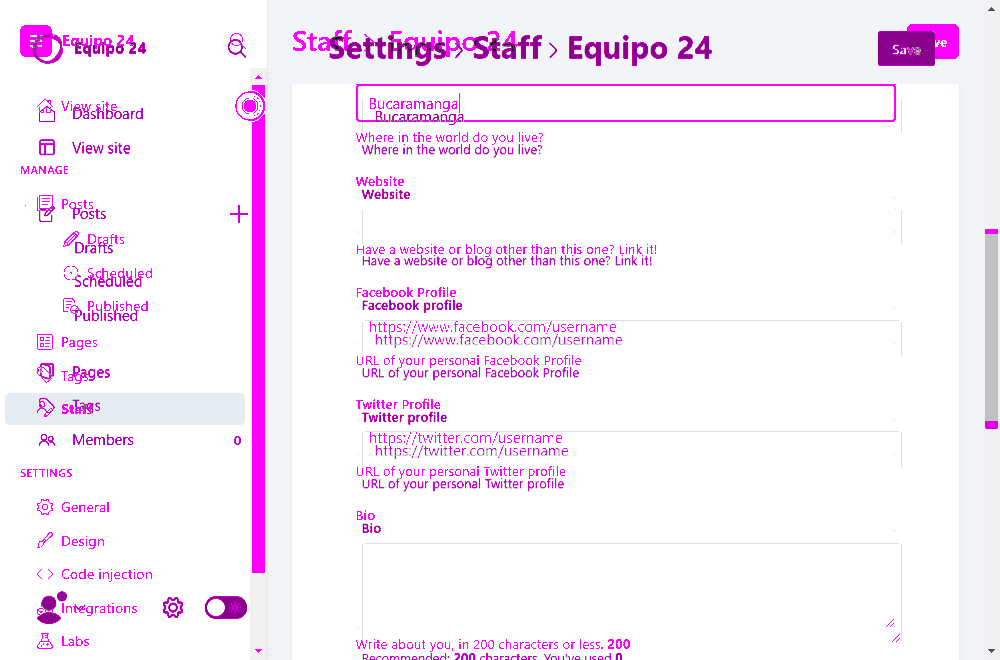 Equipo 24
Equipo 24
View site
Dashboard
View site
MANAGE
Posts
Posts
Drafts
Drafts
Scheduled
Scheduled
Published
Published
Pages
Pages
Tags
Staff
Tags
Members 0
SETTINGS
General
Design
Code injection
Integrations
Labs
Staff › Equipo 24
Settings › Staff › Equipo 24
Save
Bucaramanga
Bucaramanga
Where in the world do you live?
Where in the world do you live?
Website
Website
Have a website or blog other than this one? Link it!
Have a website or blog other than this one? Link it!
Facebook Profile
Facebook profile
https://www.facebook.com/username
https://www.facebook.com/username
URL of your personal Facebook Profile
URL of your personal Facebook Profile
Twitter Profile
Twitter profile
https://twitter.com/username
https://twitter.com/username
URL of your personal Twitter profile
URL of your personal Twitter profile
Bio
Bio
Write about you, in 200 characters or less. 200
Recommended: 200 characters. You've used 0